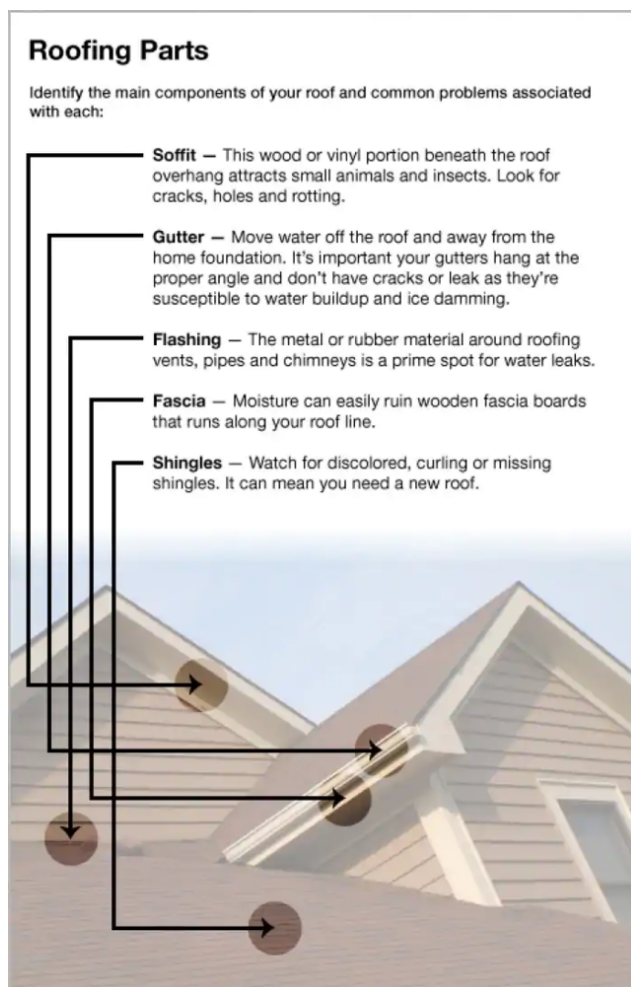 Roofing Parts
Identify the main components of your roof and common problems associated
with each:
Soffit — This wood or vinyl portion beneath the roof
overhang attracts small animals and insects. Look for
cracks, holes and rotting.
Gutter — Move water off the roof and away from the
home foundation. It's important your gutters hang at the
proper angle and don't have cracks or leak as they're
susceptible to water buildup and ice damming.
Flashing — The metal or rubber material around roofing
vents, pipes and chimneys is a prime spot for water leaks.
Fascia — Moisture can easily ruin wooden fascia boards
that runs along your roof line.
Shingles — Watch for discolored, curling or missing
shingles. It can mean you need a new roof.